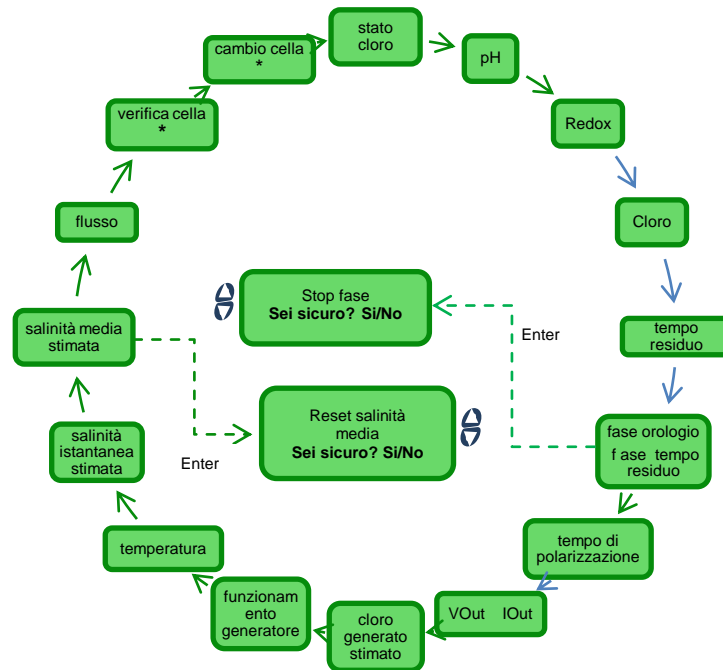 stato
cloro
pH
Redox
Cloro
tempo
residuo
fase orologio
f ase tempo
residuo
tempo di
polarizzazione
VOut IOut
cloro
generato
stimato
funzionam
ento
generatore
temperatura
salinità
istantanea
stimata
salinità media
stimata
flusso
verifica cella
*
cambio cella
*
Stop fase
Sei sicuro? Si/No
Enter
Reset salinità
media
Sei sicuro? Si/No
Enter